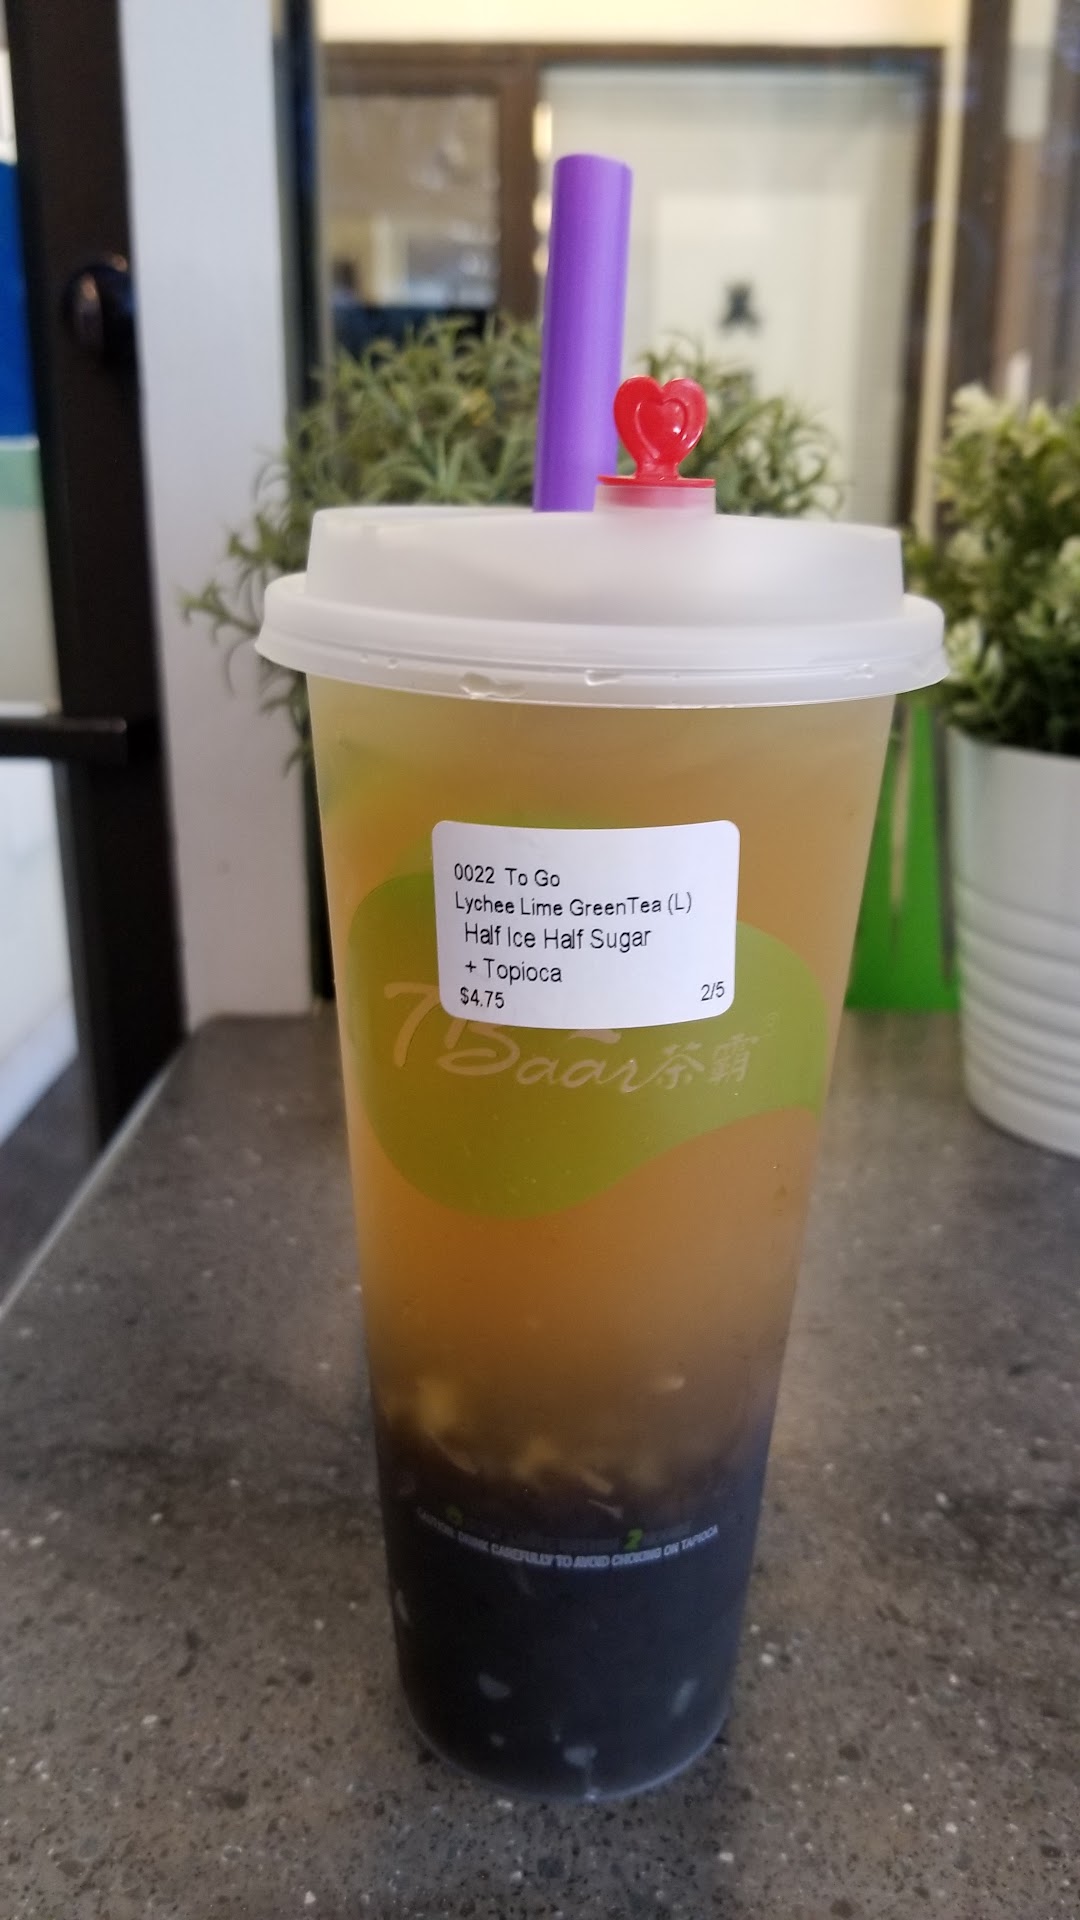 0022 To Go
Lychee Lime GreenTea (L)
Half Ice Half Sugar
+ Topioca
$4.75 2/5
TBaar茶霸
CAUTION: DRINK CAREFULLY TO AVOID CHOKING ON TAPIOCA